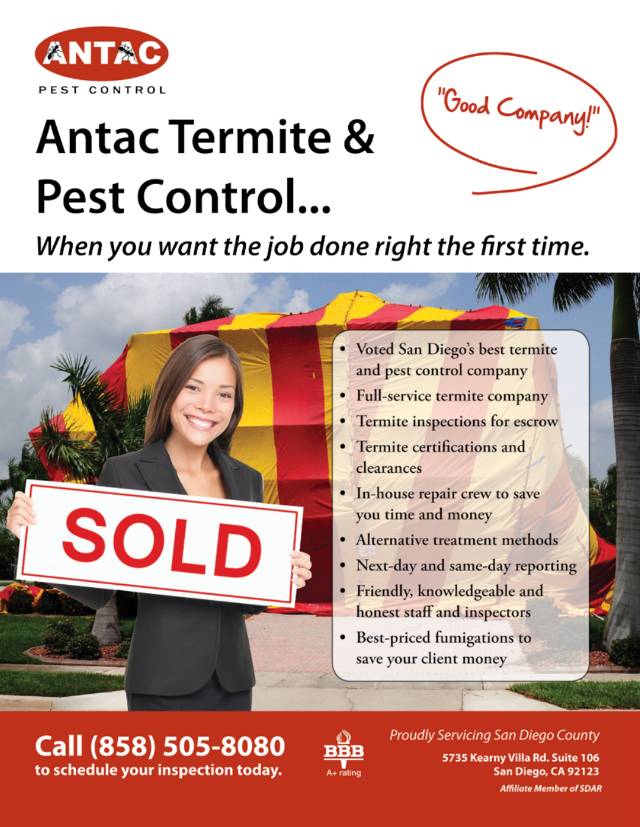 ANTAC
PEST CONTROL
"Good Company!"
Antac Termite &
Pest Control...
When you want the job done right the first time.
• Voted San Diego's best termite
and pest control company
• Full-service termite company
• Termite inspections for escrow
• Termite certifications and
clearances
• In-house repair crew to save
you time and money
• Alternative treatment methods
• Next-day and same-day reporting
• Friendly, knowledgeable and
honest staff and inspectors
• Best-priced fumigations to
save your client money
SOLD
Call (858) 505-8080
to schedule your inspection today.
BBB
A+ rating
Proudly Servicing San Diego County
5735 Kearny Villa Rd. Suite 106
San Diego, CA 92123
Affiliate Member of SDAR